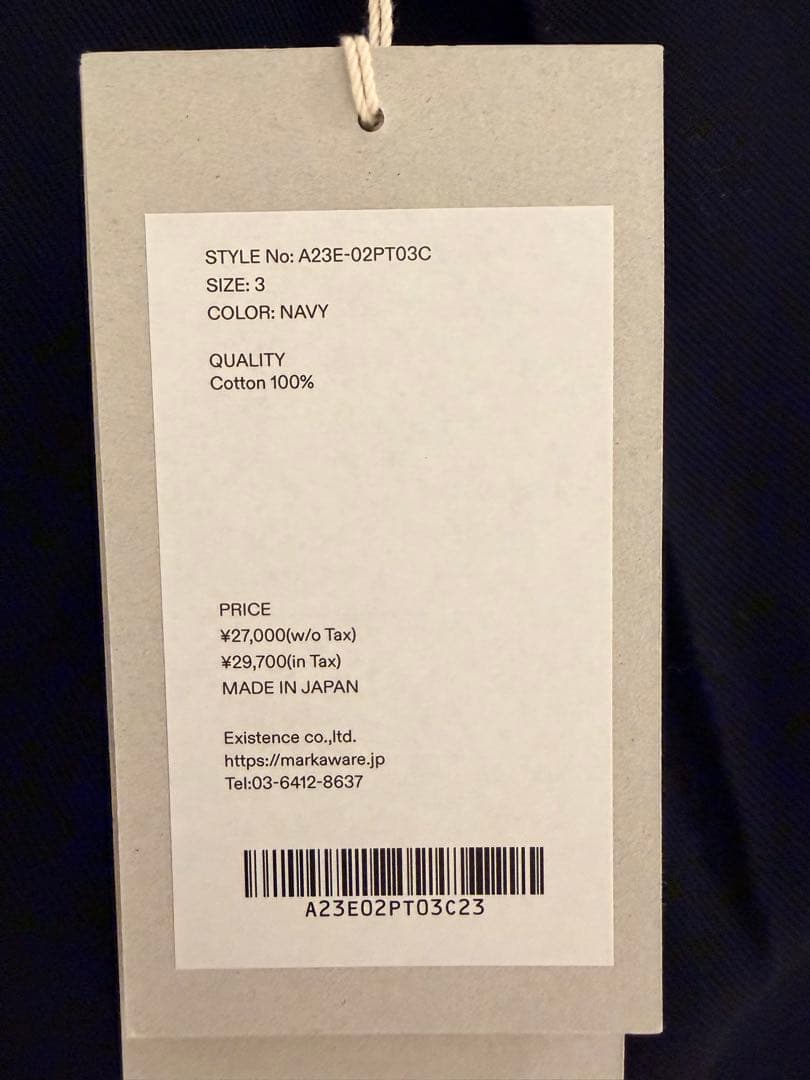 STYLE No: A23E-02PT03C
SIZE: 3
COLOR: NAVY
QUALITY
Cotton 100%
PRICE
¥27,000(w/o Tax)
¥29,700(in Tax)
MADE IN JAPAN
Existence co.,ltd.
https://markaware.jp
Tel:03-6412-8637
A23E02PT03C23